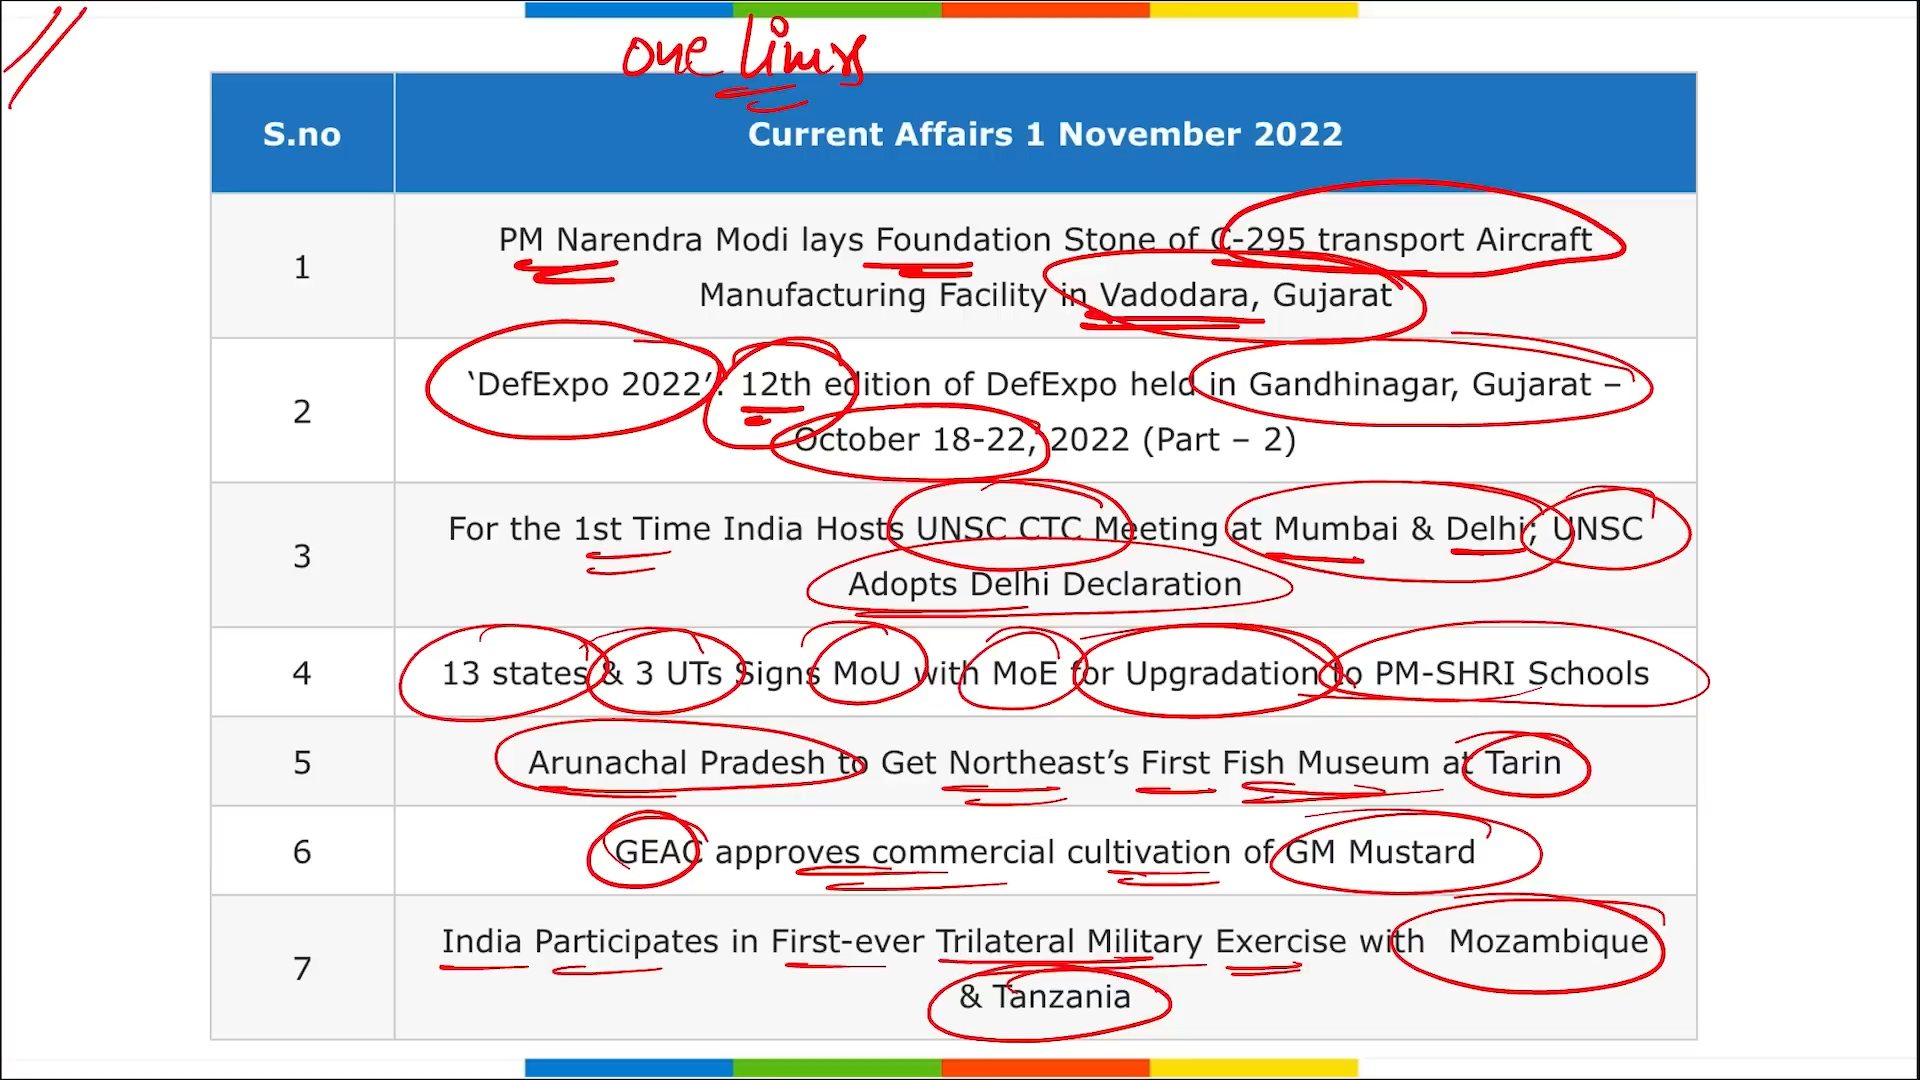 one liners
S.no
Current Affairs 1 November 2022
1
PM Narendra Modi lays Foundation Stone of C-295 transport Aircraft
Manufacturing Facility in Vadodara, Gujarat
2
‘DefExpo 2022’: 12th edition of DefExpo held in Gandhinagar, Gujarat –
October 18-22, 2022 (Part – 2)
3
For the 1st Time India Hosts UNSC CTC Meeting at Mumbai & Delhi; UNSC
Adopts Delhi Declaration
4
13 states & 3 UTs Signs MoU with MoE for Upgradation to PM-SHRI Schools
5
Arunachal Pradesh to Get Northeast’s First Fish Museum at Tarin
6
GEAC approves commercial cultivation of GM Mustard
7
India Participates in First-ever Trilateral Military Exercise with Mozambique
& Tanzania